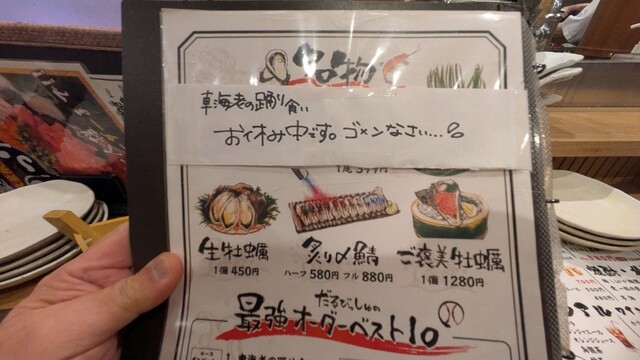 名物
車海老の踊り食い
お休み中です。ゴメンなさい…
生牡蠣
1個 450円
炙り〆鯖
ハーフ 580円 フル 880円
ご褒美牡蠣
1個 1280円
だるびっしゅの
最強オーダーベスト10